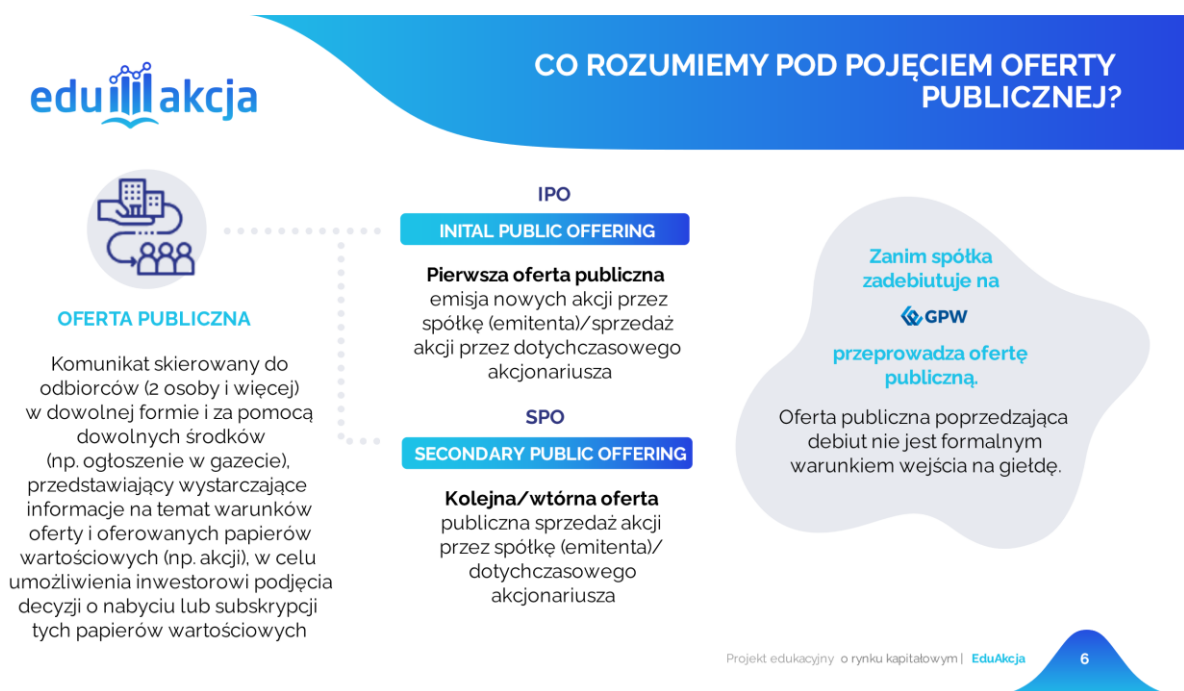 edu akcja
CO ROZUMIEMY POD POJĘCIEM OFERTY
PUBLICZNEJ?
OFERTA PUBLICZNA
Komunikat skierowany do
odbiorców (2 osoby i więcej)
w dowolnej formie i za pomocą
dowolnych środków
(np. ogłoszenie w gazecie),
przedstawiający wystarczające
informacje na temat warunków
oferty i oferowanych papierów
wartościowych (np. akcji), w celu
umożliwienia inwestorowi podjęcia
decyzji o nabyciu lub subskrypcji
tych papierów wartościowych
IPO
INITAL PUBLIC OFFERING
Pierwsza oferta publiczna
emisja nowych akcji przez
spółkę (emitenta)/sprzedaż
akcji przez dotychczasowego
akcjonariusza
SPO
SECONDARY PUBLIC OFFERING
Kolejna/wtórna oferta
publiczna sprzedaż akcji
przez spółkę (emitenta)/
dotychczasowego
akcjonariusza
Zanim spółka
zadebiutuje na
GPW
przeprowadza ofertę
publiczną.
Oferta publiczna poprzedzająca
debiut nie jest formalnym
warunkiem wejścia na giełdę.
Projekt edukacyjny o rynku kapitałowym | EduAkcja
6